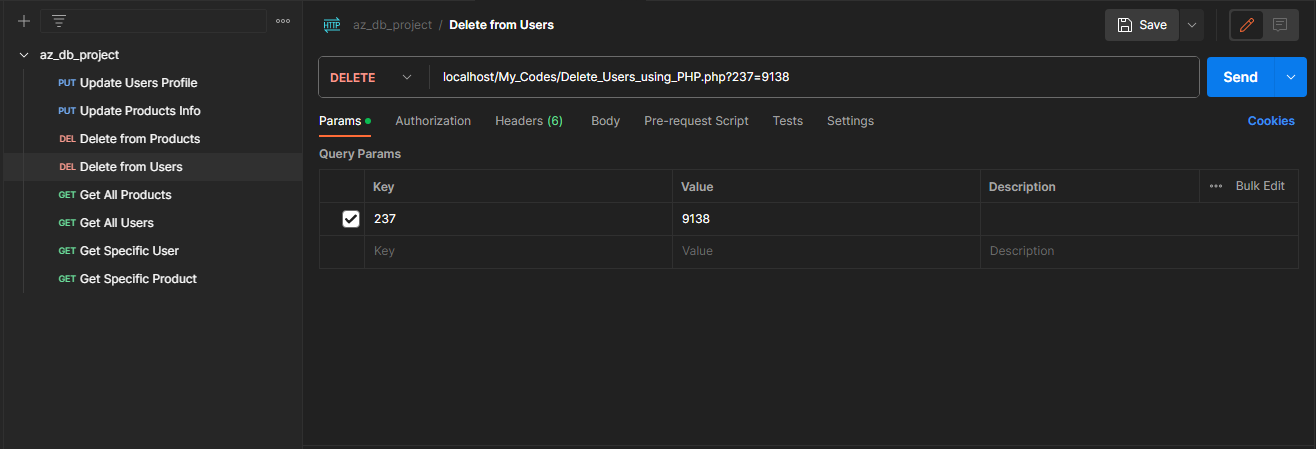 az_db_project
PUT Update Users Profile
PUT Update Products Info
DEL Delete from Products
DEL Delete from Users
GET Get All Products
GET Get All Users
GET Get Specific User
GET Get Specific Product
HTTP az_db_project / Delete from Users
Save
DELETE localhost/My_Codes/Delete_Users_using_PHP.php?237=9138
Send
Params Authorization Headers (6) Body Pre-request Script Tests Settings Cookies
Query Params
Key Value Description Bulk Edit
237 9138
Key Value Description